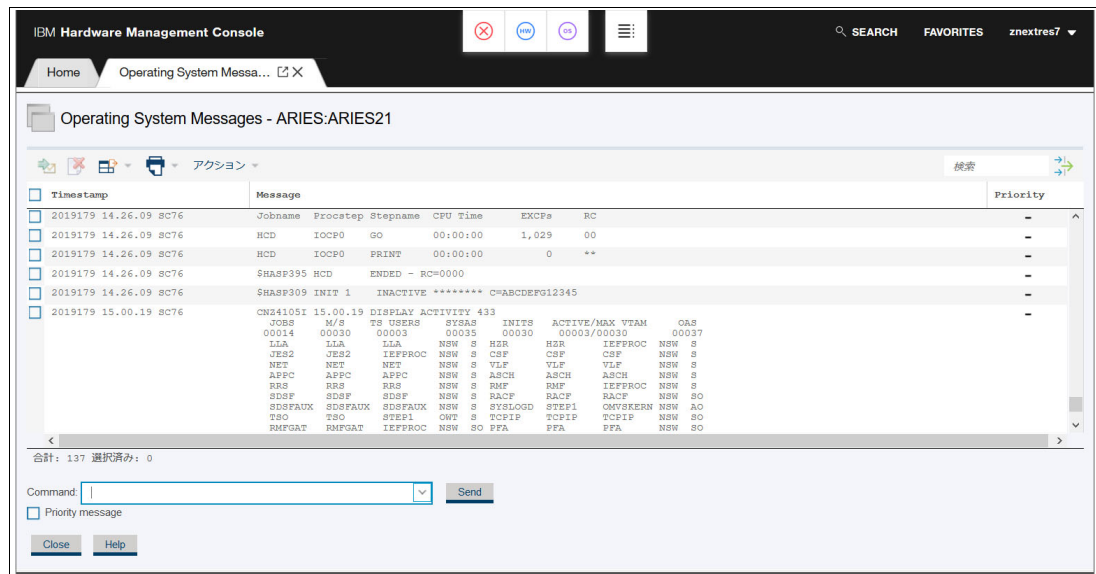 IBM Hardware Management Console
HW
OS
SEARCH FAVORITES znextres7
Home Operating System Messa...
Operating System Messages - ARIES:ARIES21
アクション 検索
Timestamp Message Priority
2019179 14.26.09 SC76 Jobname Procstep Stepname CPU Time EXCPs RC -
2019179 14.26.09 SC76 HCD IOCP0 GO 00:00:00 1,029 00 -
2019179 14.26.09 SC76 HCD IOCP0 PRINT 00:00:00 0 ** -
2019179 14.26.09 SC76 $HASP395 HCD ENDED - RC=0000 -
2019179 14.26.09 SC76 $HASP309 INIT 1 INACTIVE ******** C=ABCDEFG12345 -
2019179 15.00.19 SC76 CNZ4105I 15.00.19 DISPLAY ACTIVITY 433 -
JOBS M/S TS USERS SYSAS INITS ACTIVE/MAX VTAM OAS
00014 00030 00003 00035 00030 00003/00030 00037
LLA LLA LLA NSW S HZR HZR IEFPROC NSW S
JES2 JES2 IEFPROC NSW S CSF CSF CSF NSW S
NET NET NET NSW S VLF VLF VLF NSW S
APPC APPC APPC NSW S ASCH ASCH ASCH NSW S
RRS RRS RRS NSW S RMF RMF IEFPROC NSW S
SDSF SDSF SDSF NSW S RACF RACF RACF NSW SO
SDSFAUX SDSFAUX SDSFAUX NSW S SYSLOGD STEP1 OMVSKERN NSW AO
TSO TSO STEP1 OWT S TCPIP TCPIP TCPIP NSW SO
RMFGAT RMFGAT IEFPROC NSW SO PFA PFA PFA NSW SO
合計: 137 選択済み: 0
Command: Send
Priority message
Close Help